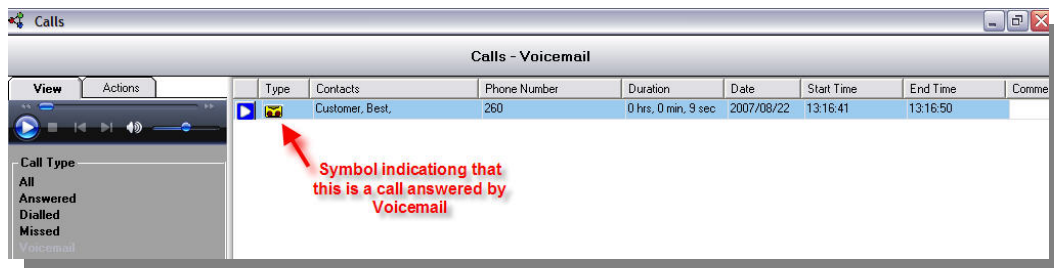 Calls
Calls - Voicemail
View Actions
Type Contacts Phone Number Duration Date Start Time End Time Comme
Customer, Best, 260 0 hrs, 0 min, 9 sec 2007/08/22 13:16:41 13:16:50
Call Type
All
Answered
Dialled
Missed
Voicemail
Symbol indicationg that
this is a call answered by
Voicemail